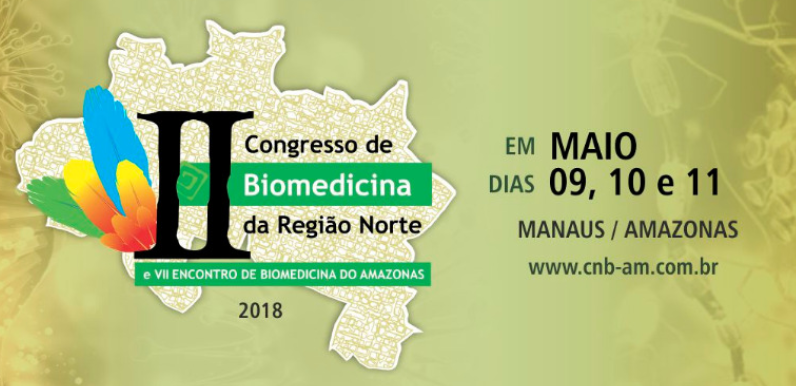 II
Congresso de
Biomedicina
da Região Norte
e VII ENCONTRO DE BIOMEDICINA DO AMAZONAS
2018
EM MAIO
DIAS 09, 10 e 11
MANAUS / AMAZONAS
www.cnb-am.com.br